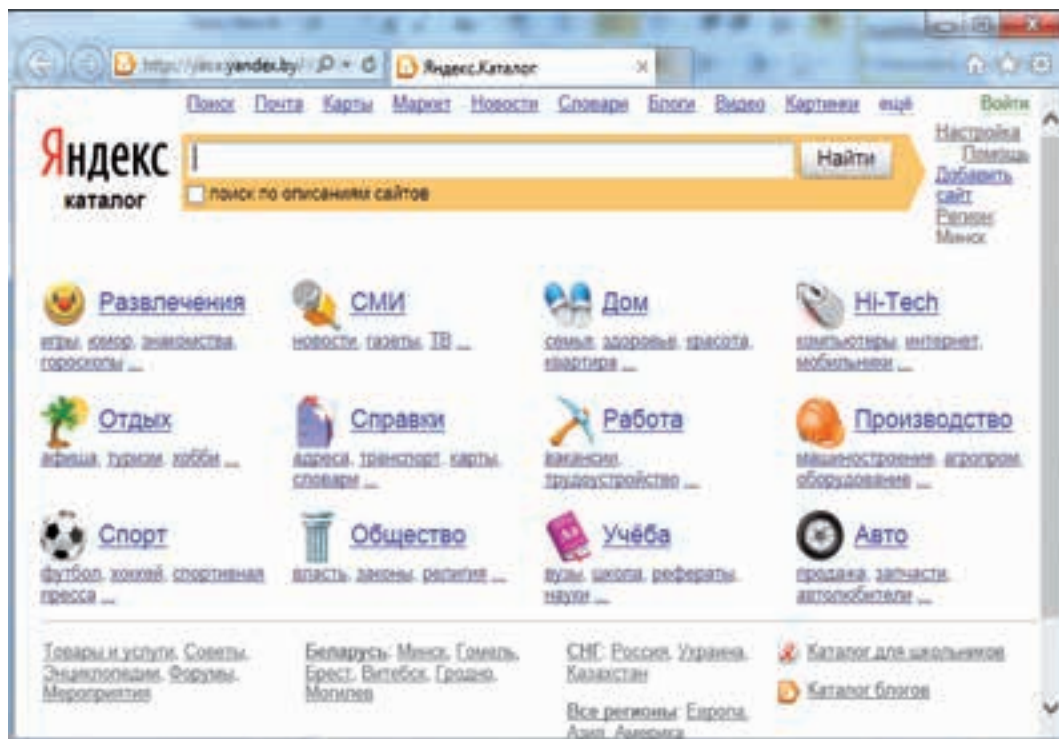 yandex.by
Яндекс.Каталог
Поиск Почта Карты Маркет Новости Словари Блоги Видео Картинки ещё Войти
Настройка
Помощь
Добавить сайт
Регион:
Минск
Яндекс
каталог
Найти
поиск по описаниям сайтов
Развлечения СМИ Дом Hi-Tech
игры, юмор, знакомства, новости, газеты, ТВ ... семья, здоровье, красота, компьютеры, интернет,
гороскопы ... квартира ... мобильники ...
Отдых Справки Работа Производство
афиша, туризм, хобби ... адреса, транспорт, карты, вакансии, машиностроение, агропром,
словари ... трудоустройство ... оборудование ...
Спорт Общество Учёба Авто
футбол, хоккей, спортивная власть, законы, религия ... вузы, школа, рефераты, продажа, запчасти,
пресса ... науки ... автолюбители ...
Товары и услуги, Советы, Беларусь: Минск, Гомель, СНГ: Россия, Украина, Каталог для школьников
Энциклопедии, Форумы, Брест, Витебск, Гродно, Казахстан
Мероприятия Могилев Каталог блогов
Все регионы: Европа,
Азия, Америка